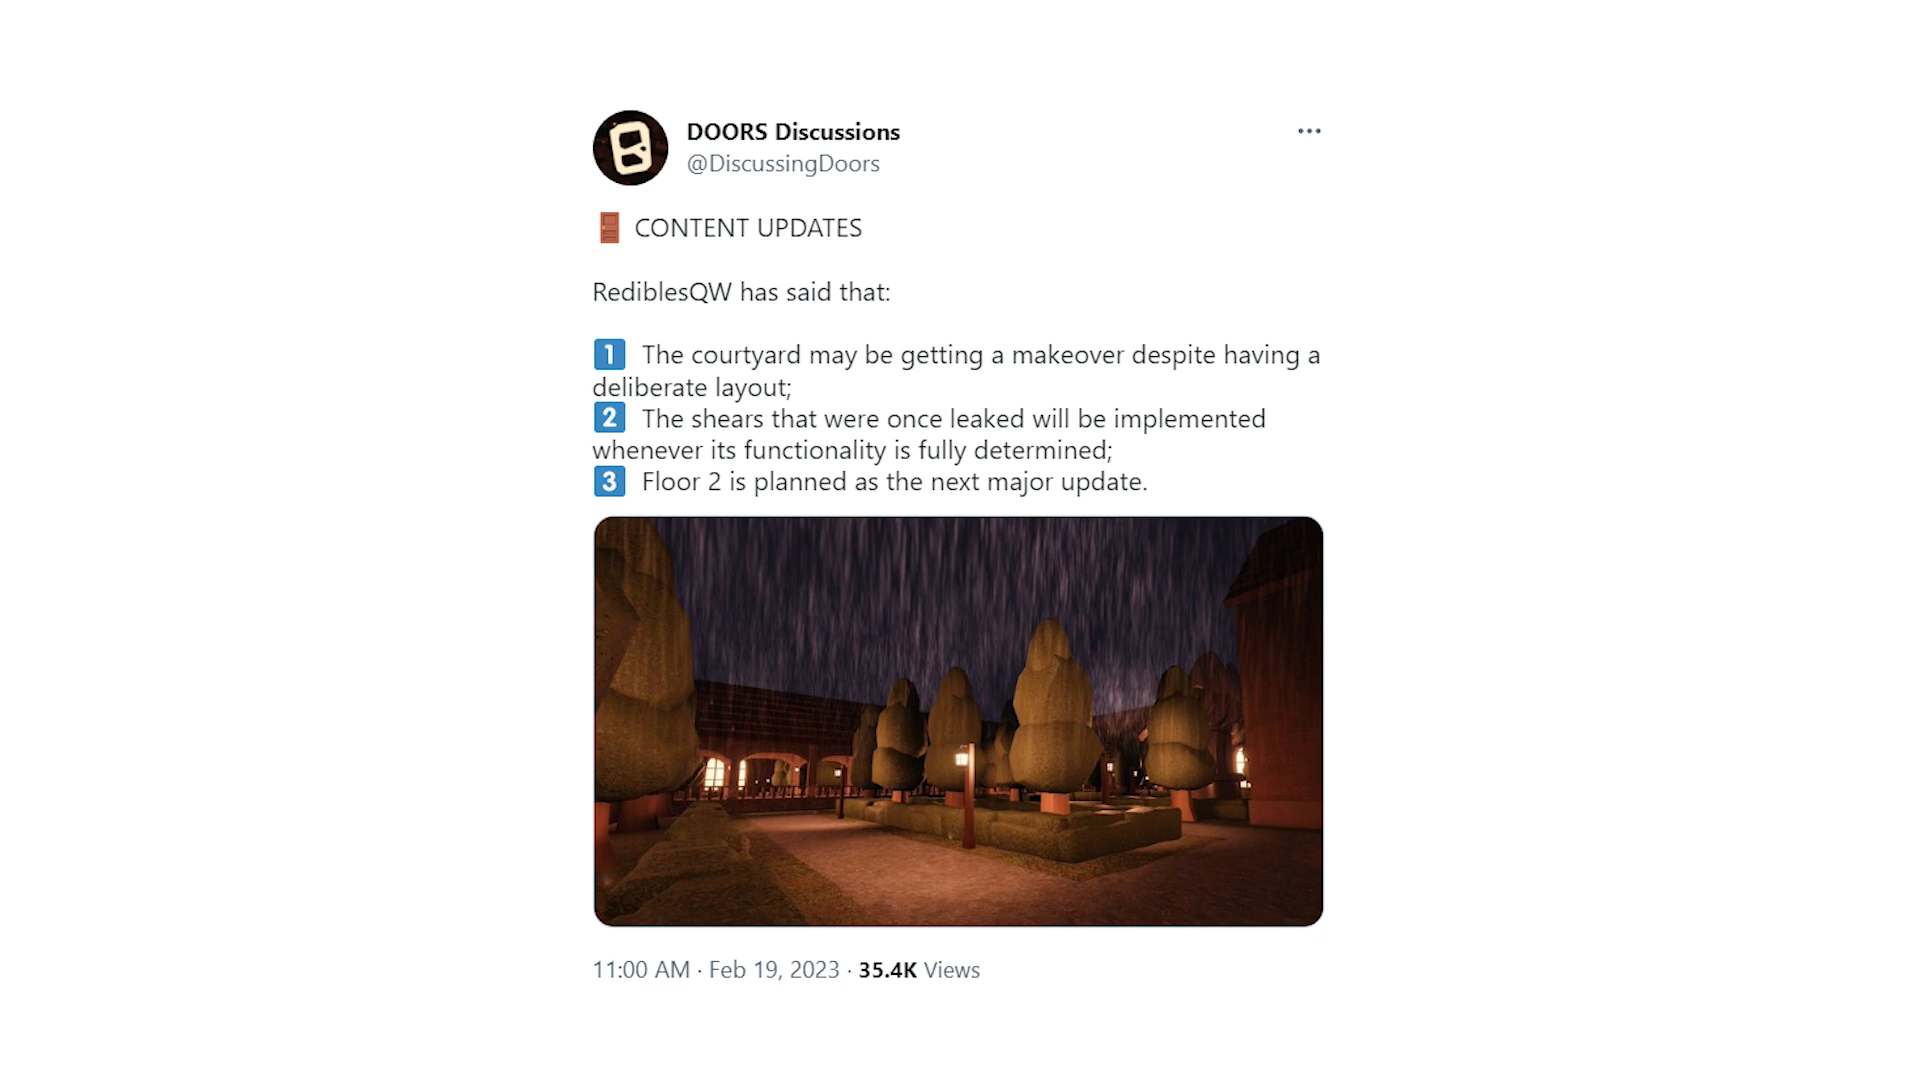 DOORS Discussions
@DiscussingDoors
🚪 CONTENT UPDATES
RediblesQW has said that:
1️⃣ The courtyard may be getting a makeover despite having a
deliberate layout;
2️⃣ The shears that were once leaked will be implemented
whenever its functionality is fully determined;
3️⃣ Floor 2 is planned as the next major update.
11:00 AM · Feb 19, 2023 · 35.4K Views